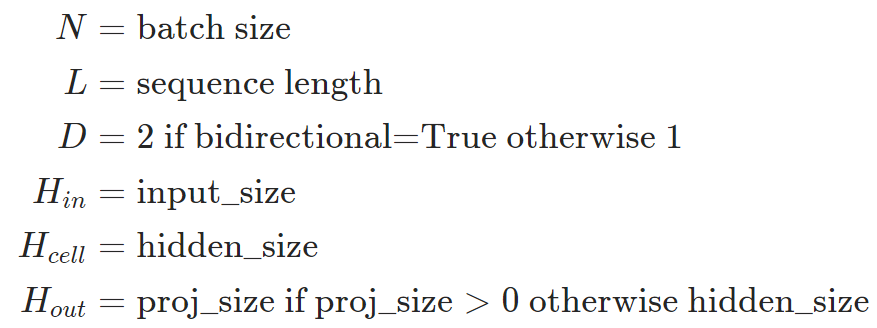 N = batch size
L = sequence length
D = 2 if bidirectional=True otherwise 1
H_in = input_size
H_cell = hidden_size
H_out = proj_size if proj_size > 0 otherwise hidden_size